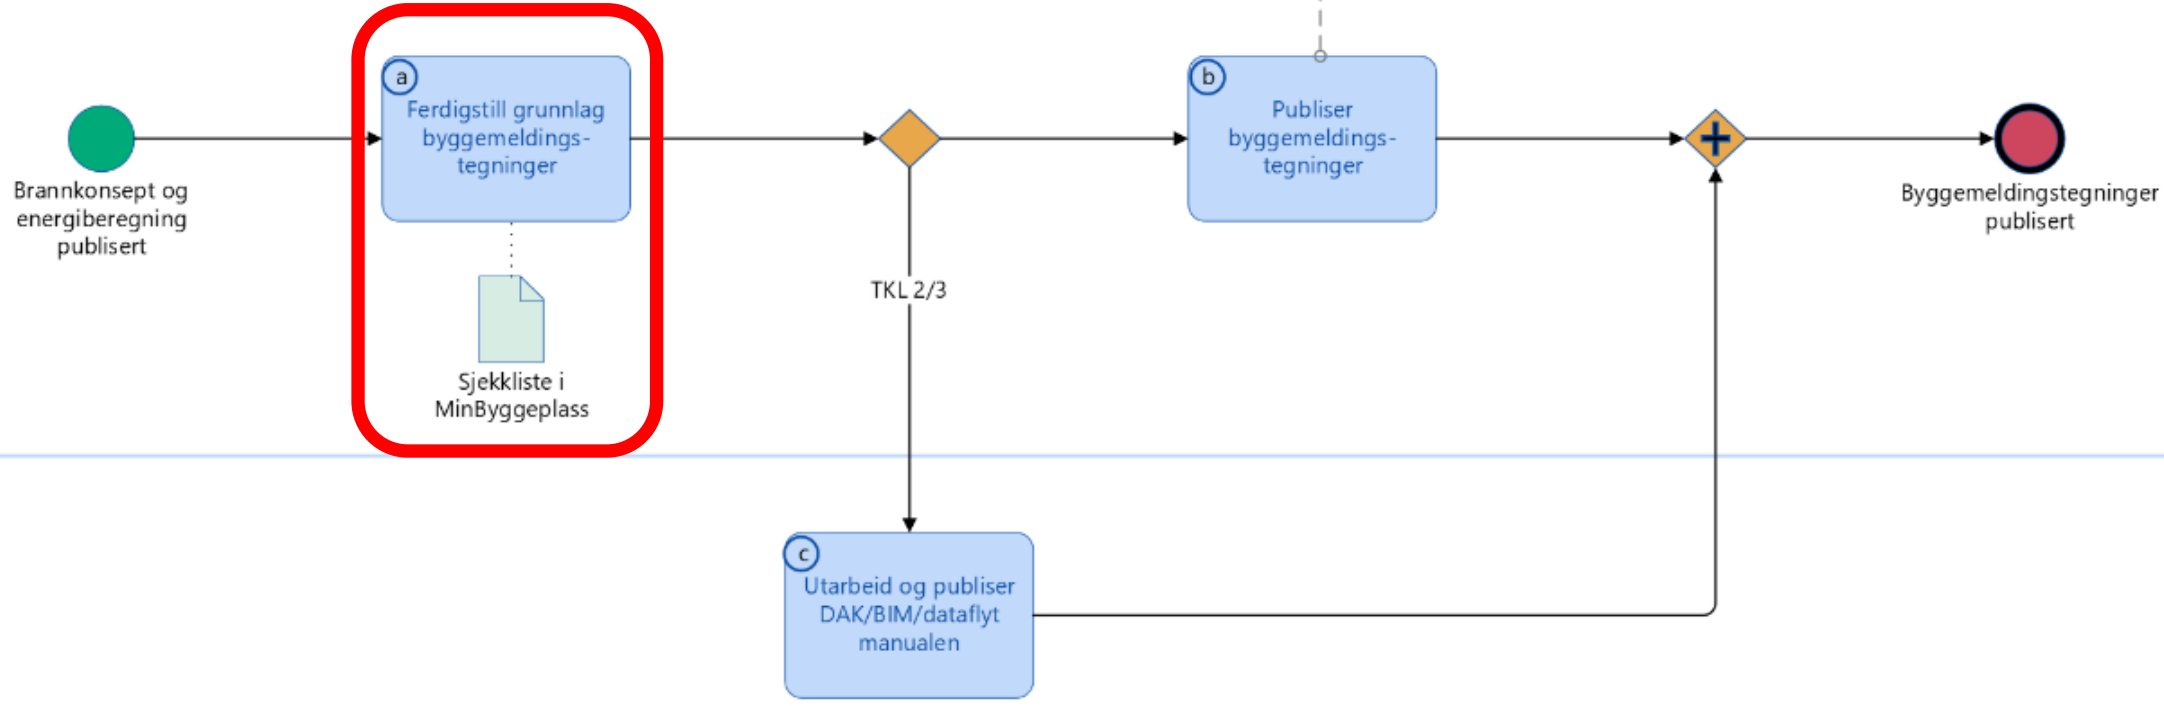 Brannkonsept og
energiberegning
publisert
a
Ferdigstill grunnlag
byggemeldings-
tegninger
Sjekkliste i
MinByggeplass
TKL 2/3
b
Publiser
byggemeldings-
tegninger
Byggemeldingstegninger
publisert
c
Utarbeid og publiser
DAK/BIM/dataflyt
manualen